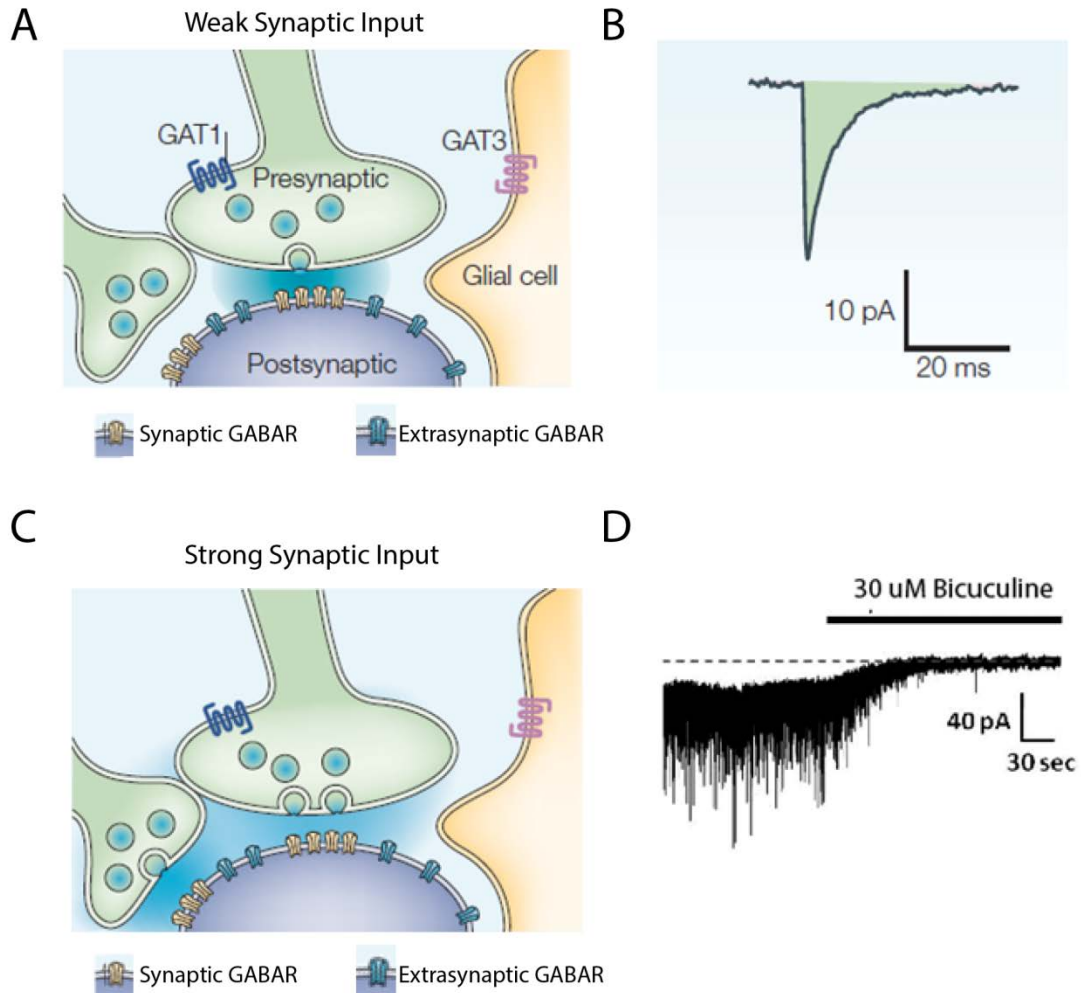 A
Weak Synaptic Input
GAT1
GAT3
Presynaptic
Glial cell
Postsynaptic
Synaptic GABAR
Extrasynaptic GABAR
B
10 pA
20 ms
C
Strong Synaptic Input
Synaptic GABAR
Extrasynaptic GABAR
D
30 uM Bicuculine
40 pA
30 sec